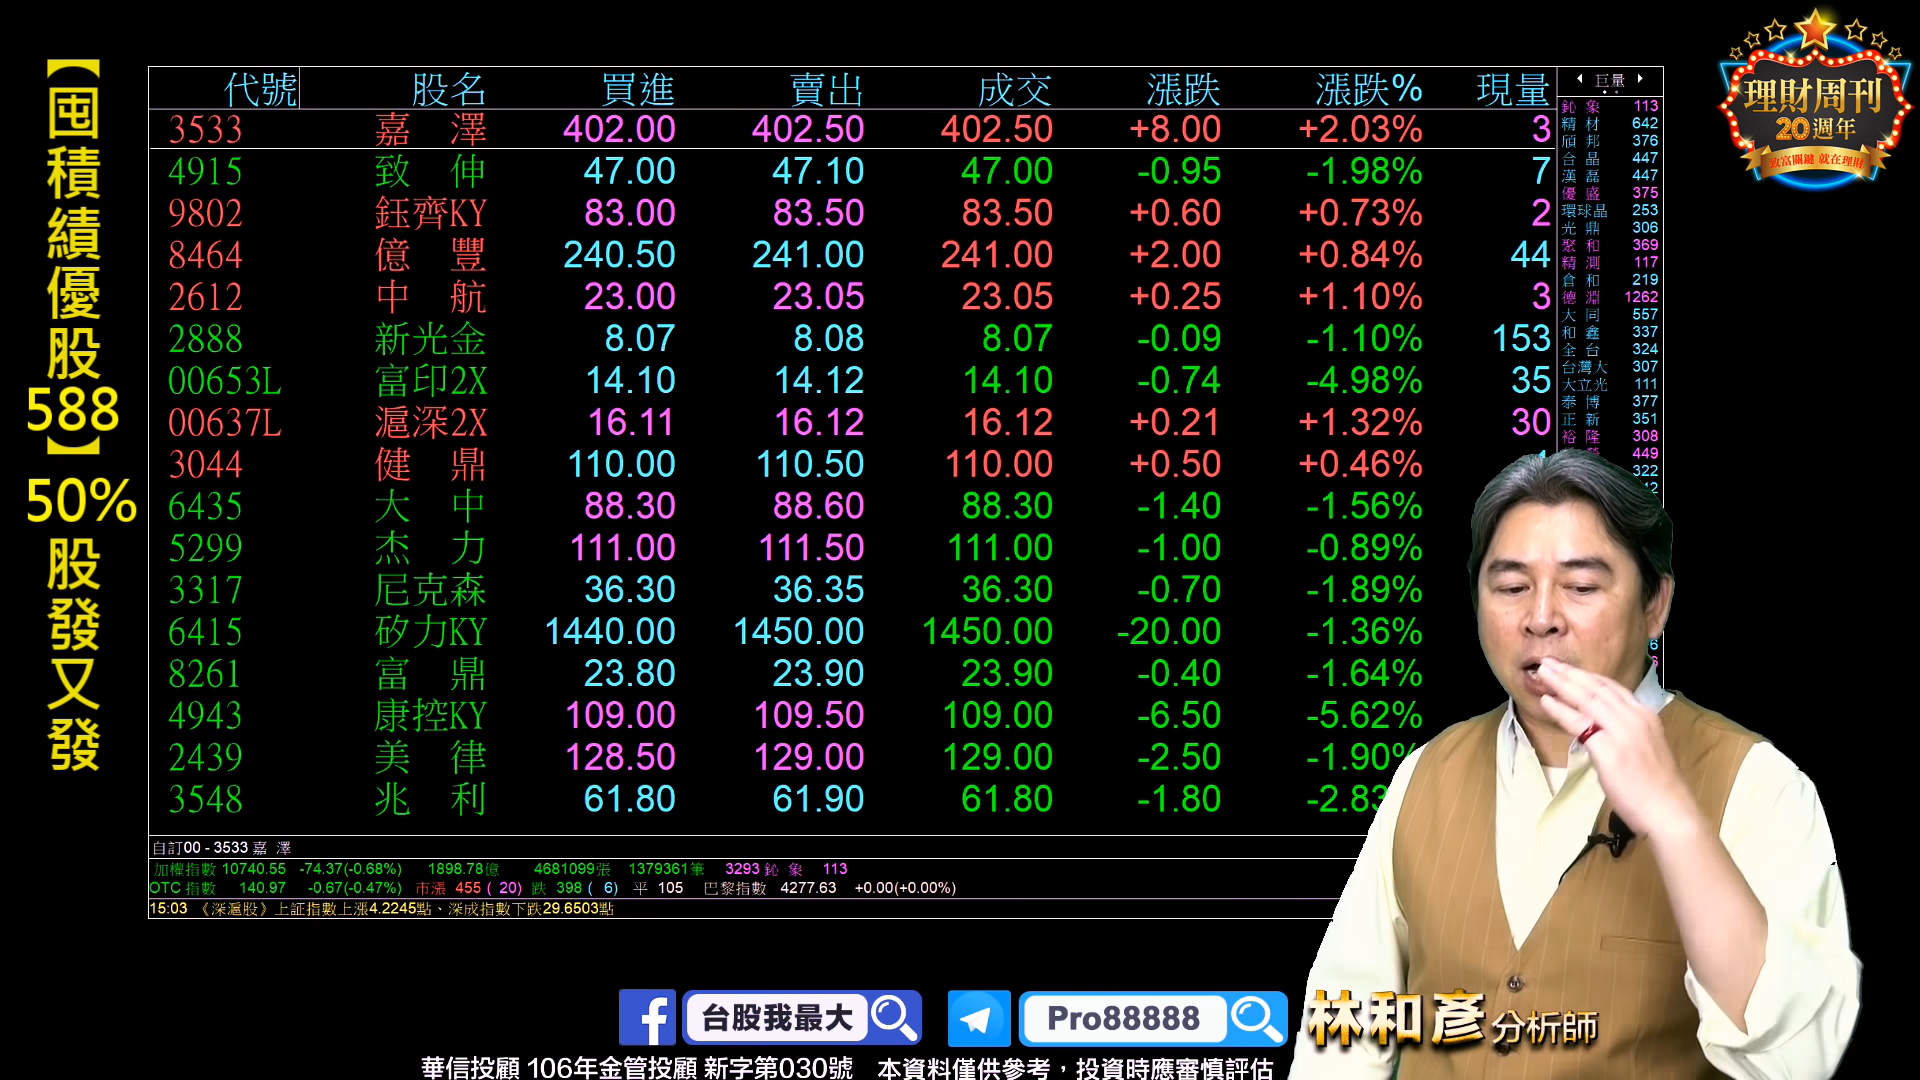 【囤積績優股588】50%股發又發
代號 股名 買進 賣出 成交 漲跌 漲跌% 現量
3533 嘉澤 402.00 402.50 402.50 +8.00 +2.03% 3
4915 致伸 47.00 47.10 47.00 -0.95 -1.98% 7
9802 鈺齊KY 83.00 83.50 83.50 +0.60 +0.73% 2
8464 億豐 240.50 241.00 241.00 +2.00 +0.84% 44
2612 中航 23.00 23.05 23.05 +0.25 +1.10% 3
2888 新光金 8.07 8.08 8.07 -0.09 -1.10% 153
00653L 富印2X 14.10 14.12 14.10 -0.74 -4.98% 35
00637L 滬深2X 16.11 16.12 16.12 +0.21 +1.32% 30
3044 健鼎 110.00 110.50 110.00 +0.50 +0.46%
6435 大中 88.30 88.60 88.30 -1.40 -1.56%
5299 杰力 111.00 111.50 111.00 -1.00 -0.89%
3317 尼克森 36.30 36.35 36.30 -0.70 -1.89%
6415 矽力KY 1440.00 1450.00 1450.00 -20.00 -1.36%
8261 富鼎 23.80 23.90 23.90 -0.40 -1.64%
4943 康控KY 109.00 109.50 109.00 -6.50 -5.62%
2439 美律 128.50 129.00 129.00 -2.50 -1.90%
3548 兆利 61.80 61.90 61.80 -1.80 -2.83
巨量
鈊象 113
精材 642
頎邦 376
合晶 447
漢磊 447
優盛 375
環球晶 253
光鼎 306
聚和 369
精測 117
倉和 219
德淵 1262
大同 557
和鑫 337
全台 324
台灣大 307
大立光 111
泰博 377
正新 351
裕隆 308
449
322
自訂00 - 3533 嘉澤
加權指數 10740.55 -74.37(-0.68%) 1898.78億 4681099張 1379361筆 3293 鈊象 113
OTC 指數 140.97 -0.67(-0.47%) 市漲 455 ( 20) 跌 398 ( 6) 平 105 巴黎指數 4277.63 +0.00(+0.00%)
15:03 《深滬股》上証指數上漲4.2245點、深成指數下跌29.6503點
理財周刊
20週年
致富關鍵 就在理財
台股我最大
Pro88888
林和彥 分析師
華信投顧 106年金管投顧 新字第030號 本資料僅供參考，投資時應審慎評估